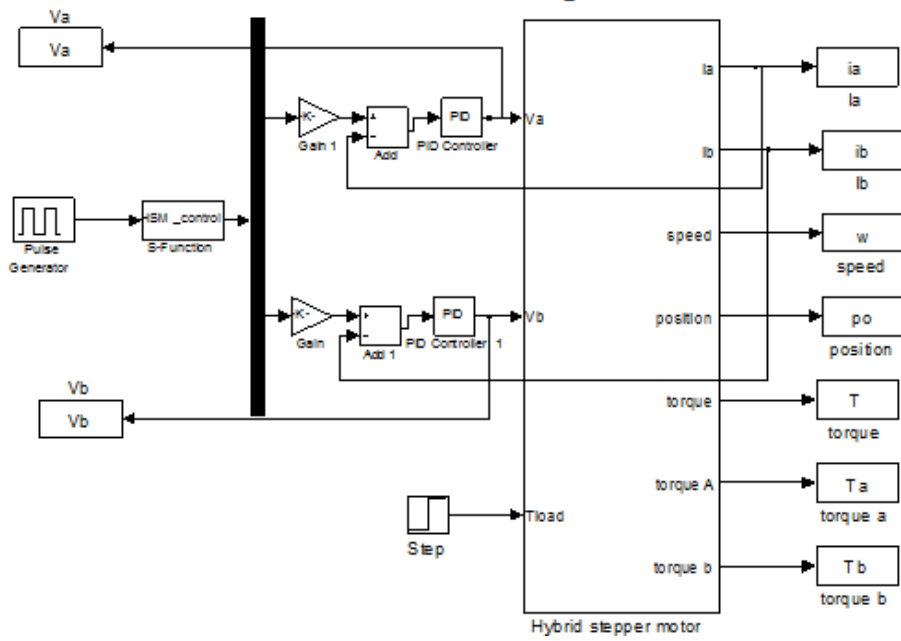 Va
Va
-K-
Gain 1
+
−
Add
PID
PID Controller
Va
Ia
ia
Ia
Ib
ib
Ib
Pulse
Generator
HSM _control
S-Function
speed
w
speed
-K-
Gain
+
−
Add 1
PID
PID Controller 1
Vb
position
po
position
Vb
Vb
torque
T
torque
Step
Tload
torque A
Ta
torque a
torque b
Tb
torque b
Hybrid stepper motor